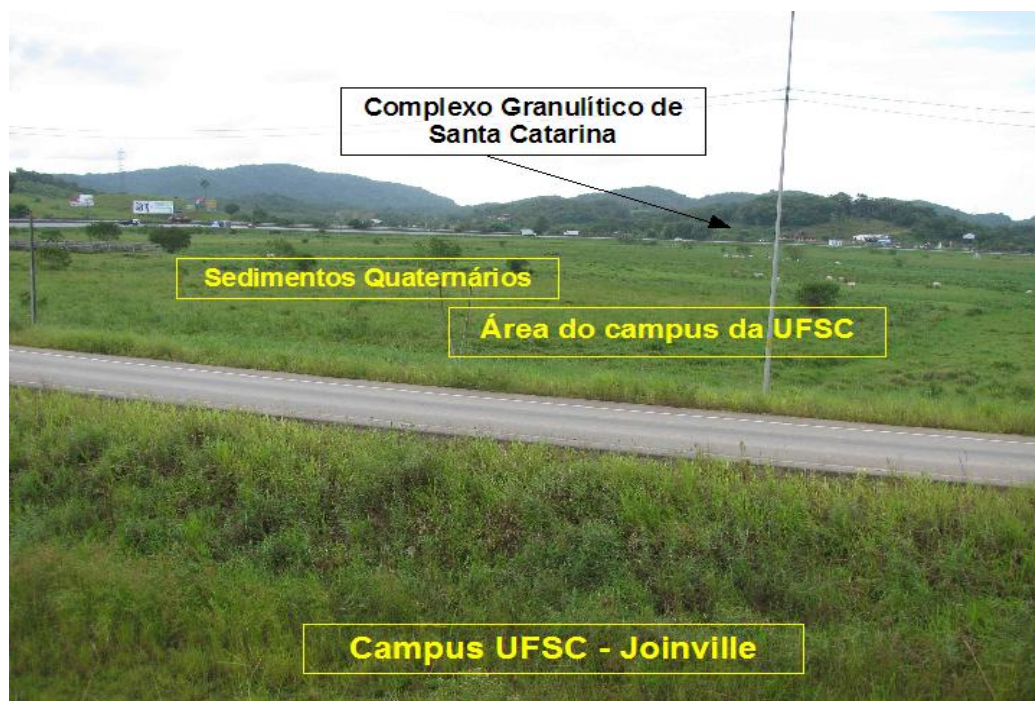 Complexo Granulítico de
Santa Catarina
Sedimentos Quaternários
Área do campus da UFSC
Campus UFSC - Joinville